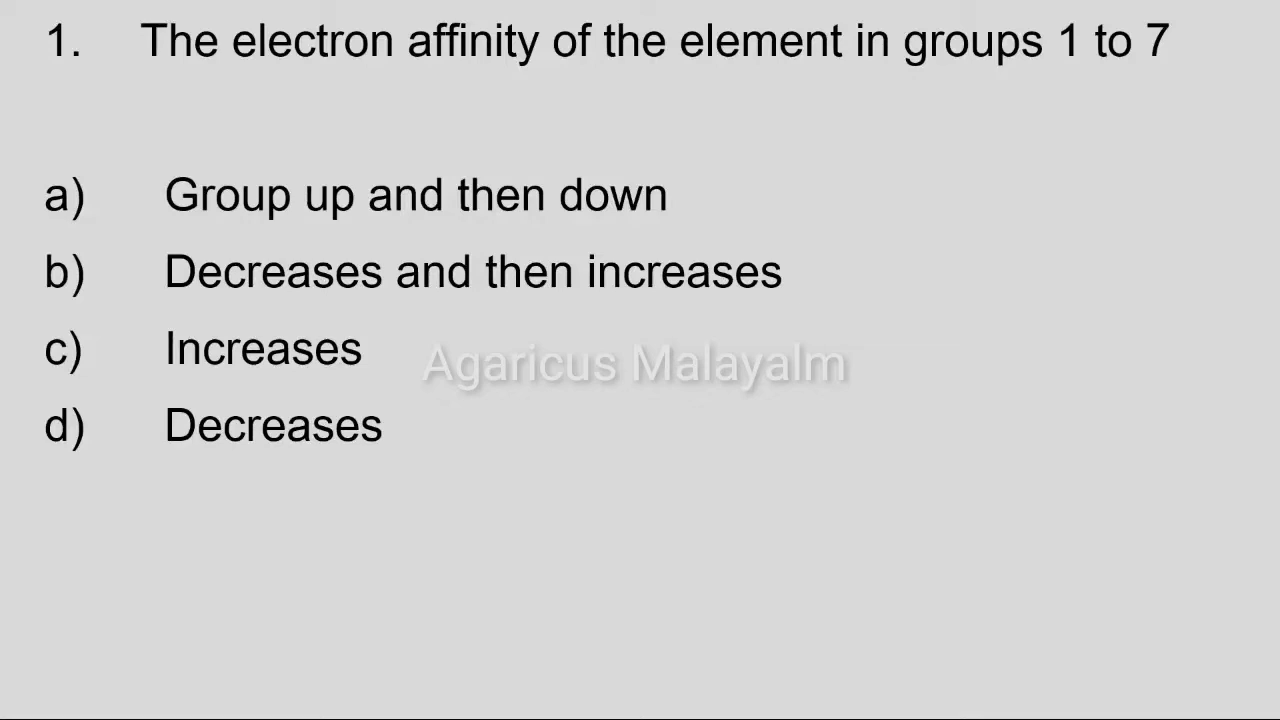 1. The electron affinity of the element in groups 1 to 7
a) Group up and then down
b) Decreases and then increases
c) Increases
Agaricus Malayalm
d) Decreases